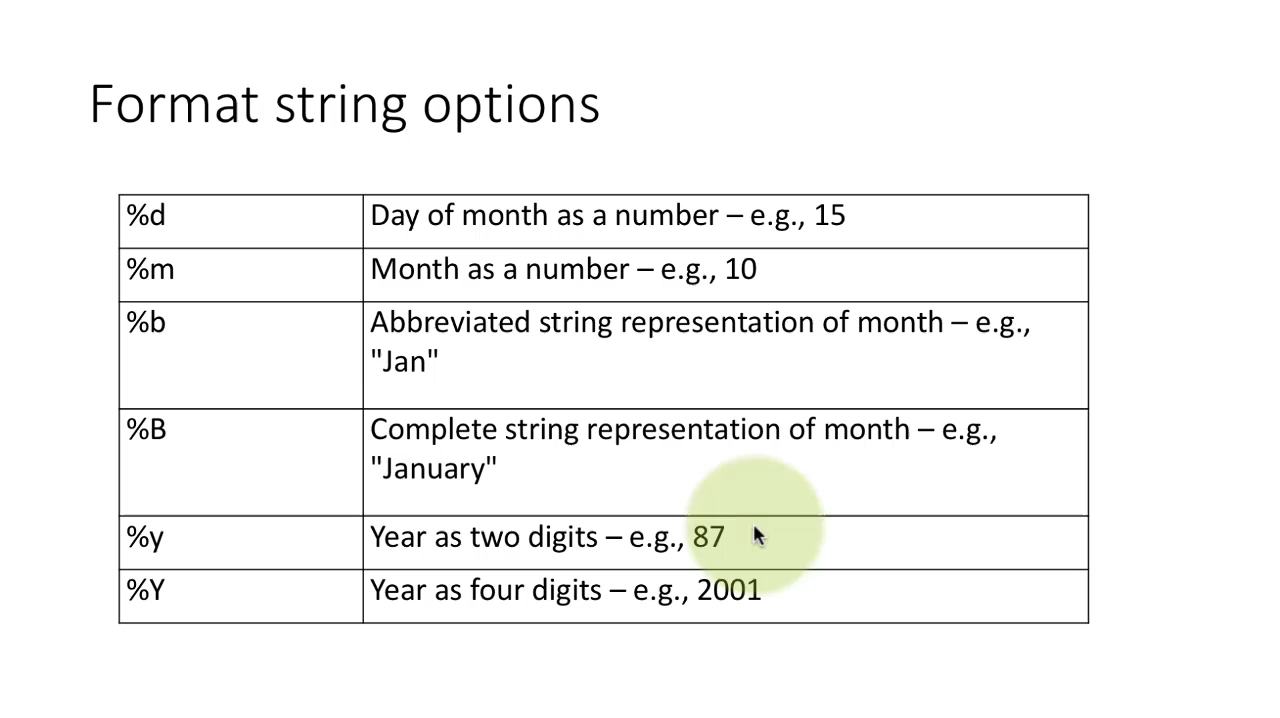 Format string options
%d
Day of month as a number – e.g., 15
%m
Month as a number – e.g., 10
%b
Abbreviated string representation of month – e.g.,
"Jan"
%B
Complete string representation of month – e.g.,
"January"
%y
Year as two digits – e.g., 87
%Y
Year as four digits – e.g., 2001